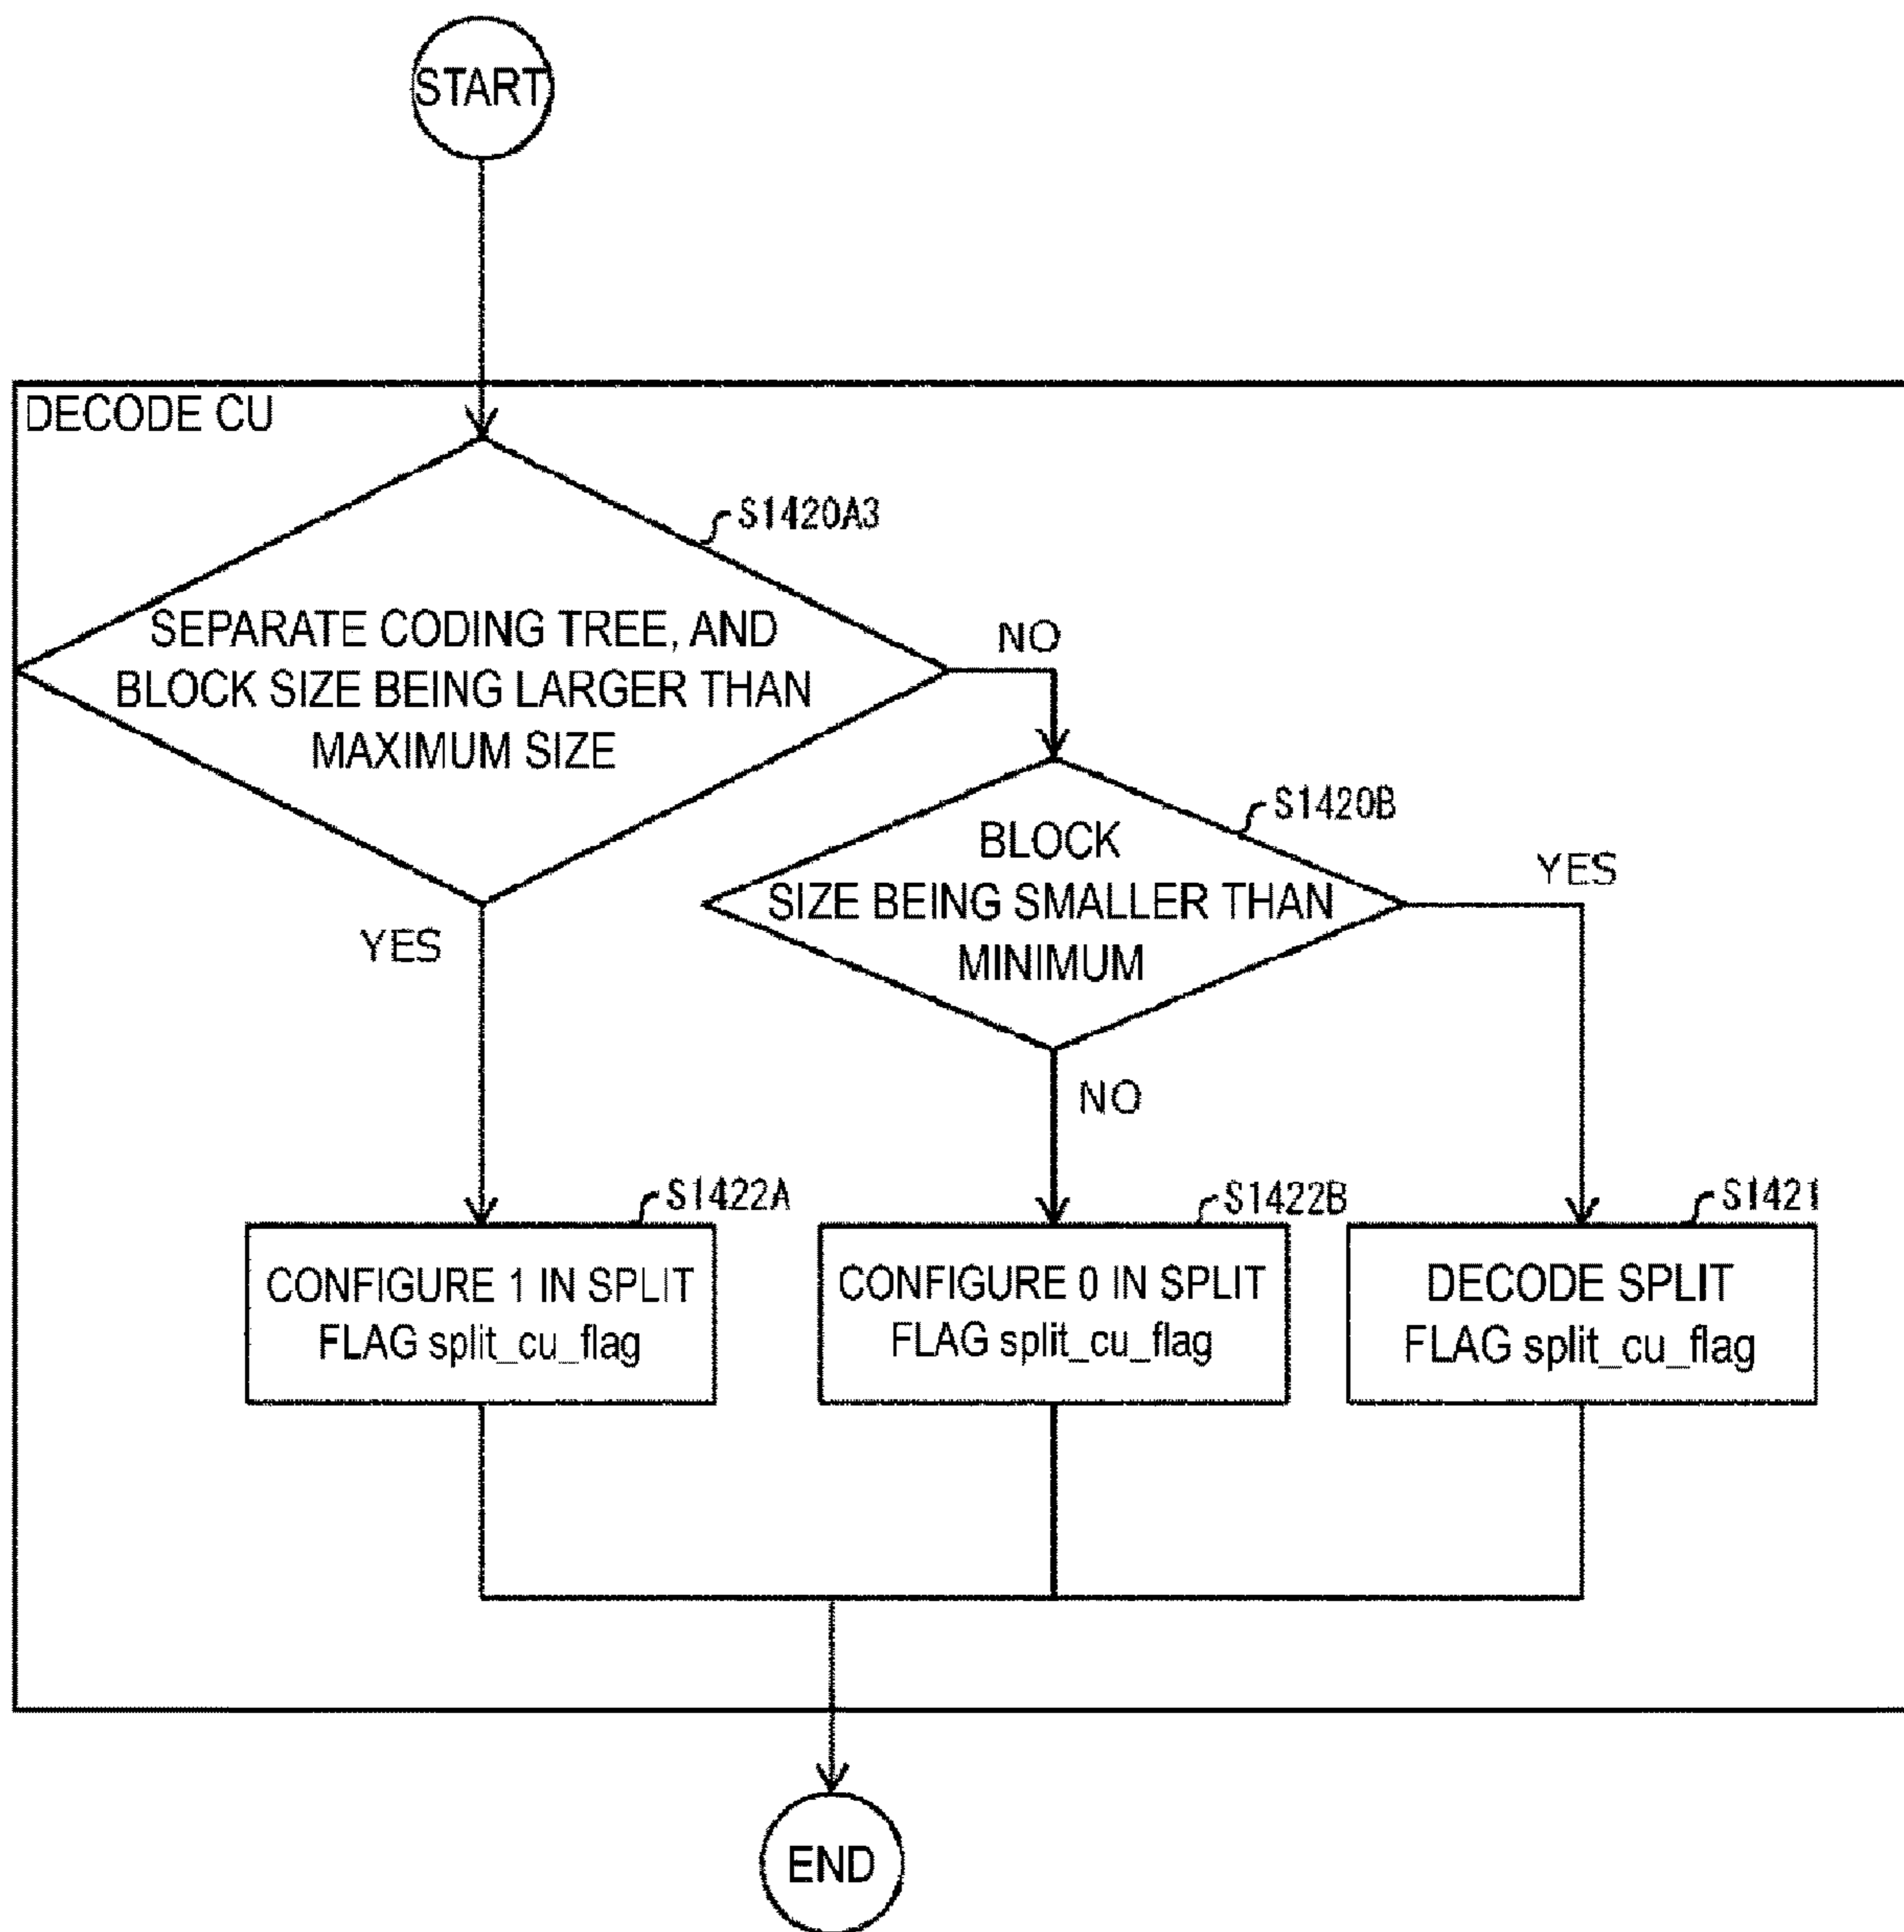 START
DECODE CU
S1420A3
SEPARATE CODING TREE, AND
BLOCK SIZE BEING LARGER THAN
MAXIMUM SIZE
NO
YES
S1420B
BLOCK
SIZE BEING SMALLER THAN
MINIMUM
YES
NO
S1422A
CONFIGURE 1 IN SPLIT
FLAG split_cu_flag
S1422B
CONFIGURE 0 IN SPLIT
FLAG split_cu_flag
S1421
DECODE SPLIT
FLAG split_cu_flag
END